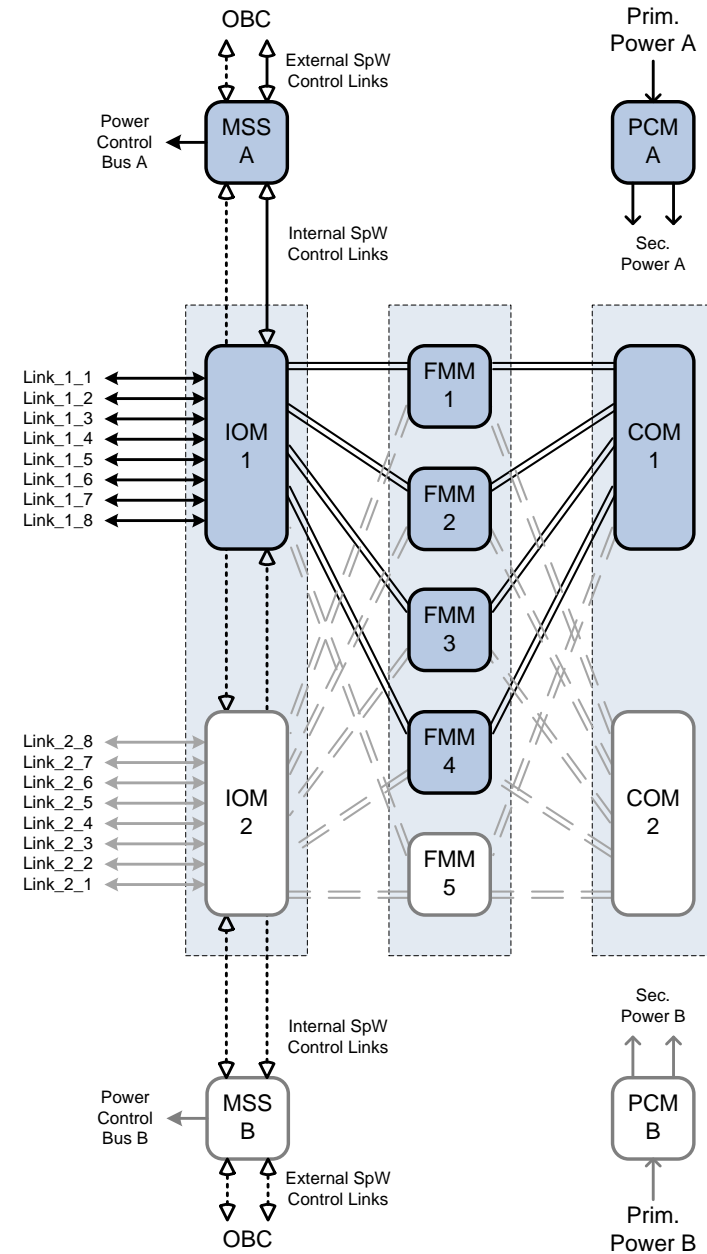 OBC
Prim.
Power A
External SpW
Control Links
Power
Control
Bus A
MSS
A
PCM
A
Internal SpW
Control Links
Sec.
Power A
Link_1_1
Link_1_2
Link_1_3
Link_1_4
Link_1_5
Link_1_6
Link_1_7
Link_1_8
IOM
1
FMM
1
FMM
2
FMM
3
FMM
4
FMM
5
COM
1
Link_2_8
Link_2_7
Link_2_6
Link_2_5
Link_2_4
Link_2_3
Link_2_2
Link_2_1
IOM
2
COM
2
Internal SpW
Control Links
Sec.
Power B
Power
Control
Bus B
MSS
B
PCM
B
External SpW
Control Links
OBC
Prim.
Power B